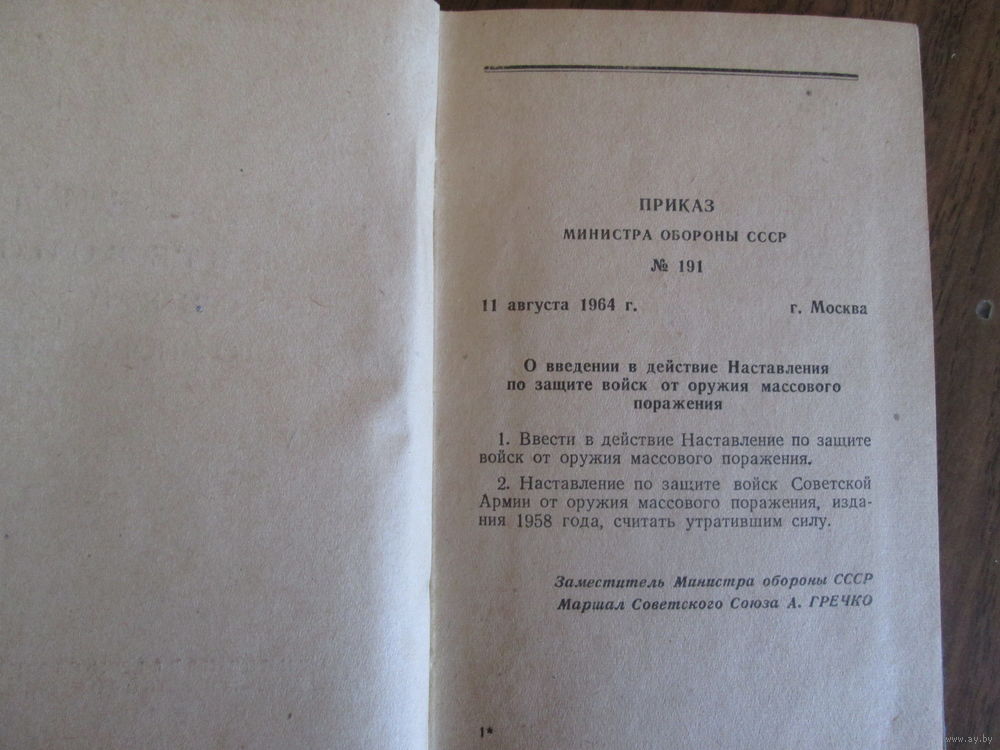 ПРИКАЗ
МИНИСТРА ОБОРОНЫ СССР
№ 191
11 августа 1964 г. г. Москва
О введении в действие Наставления
по защите войск от оружия массового
поражения
1. Ввести в действие Наставление по защите
войск от оружия массового поражения.
2. Наставление по защите войск Советской
Армии от оружия массового поражения, изда-
ния 1958 года, считать утратившим силу.
Заместитель Министра обороны СССР
Маршал Советского Союза А. ГРЕЧКО
1*
www.ay.by